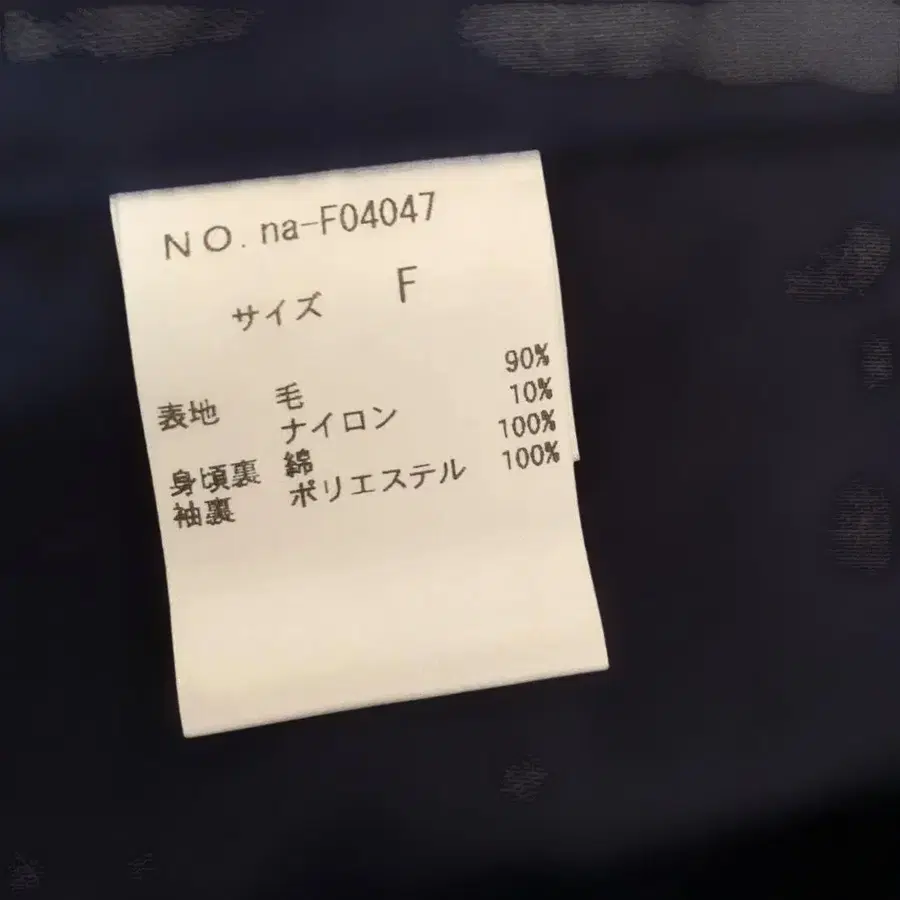 NO. na-F04047
サイズ F
表地 毛 90%
ナイロン 10%
身頃裏 綿 100%
袖裏 ポリエステル 100%